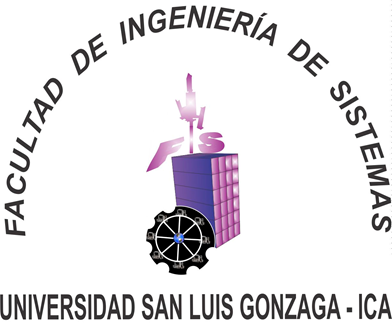 FACULTAD DE INGENIERÍA DE SISTEMAS
FIS
UNIVERSIDAD SAN LUIS GONZAGA - ICA